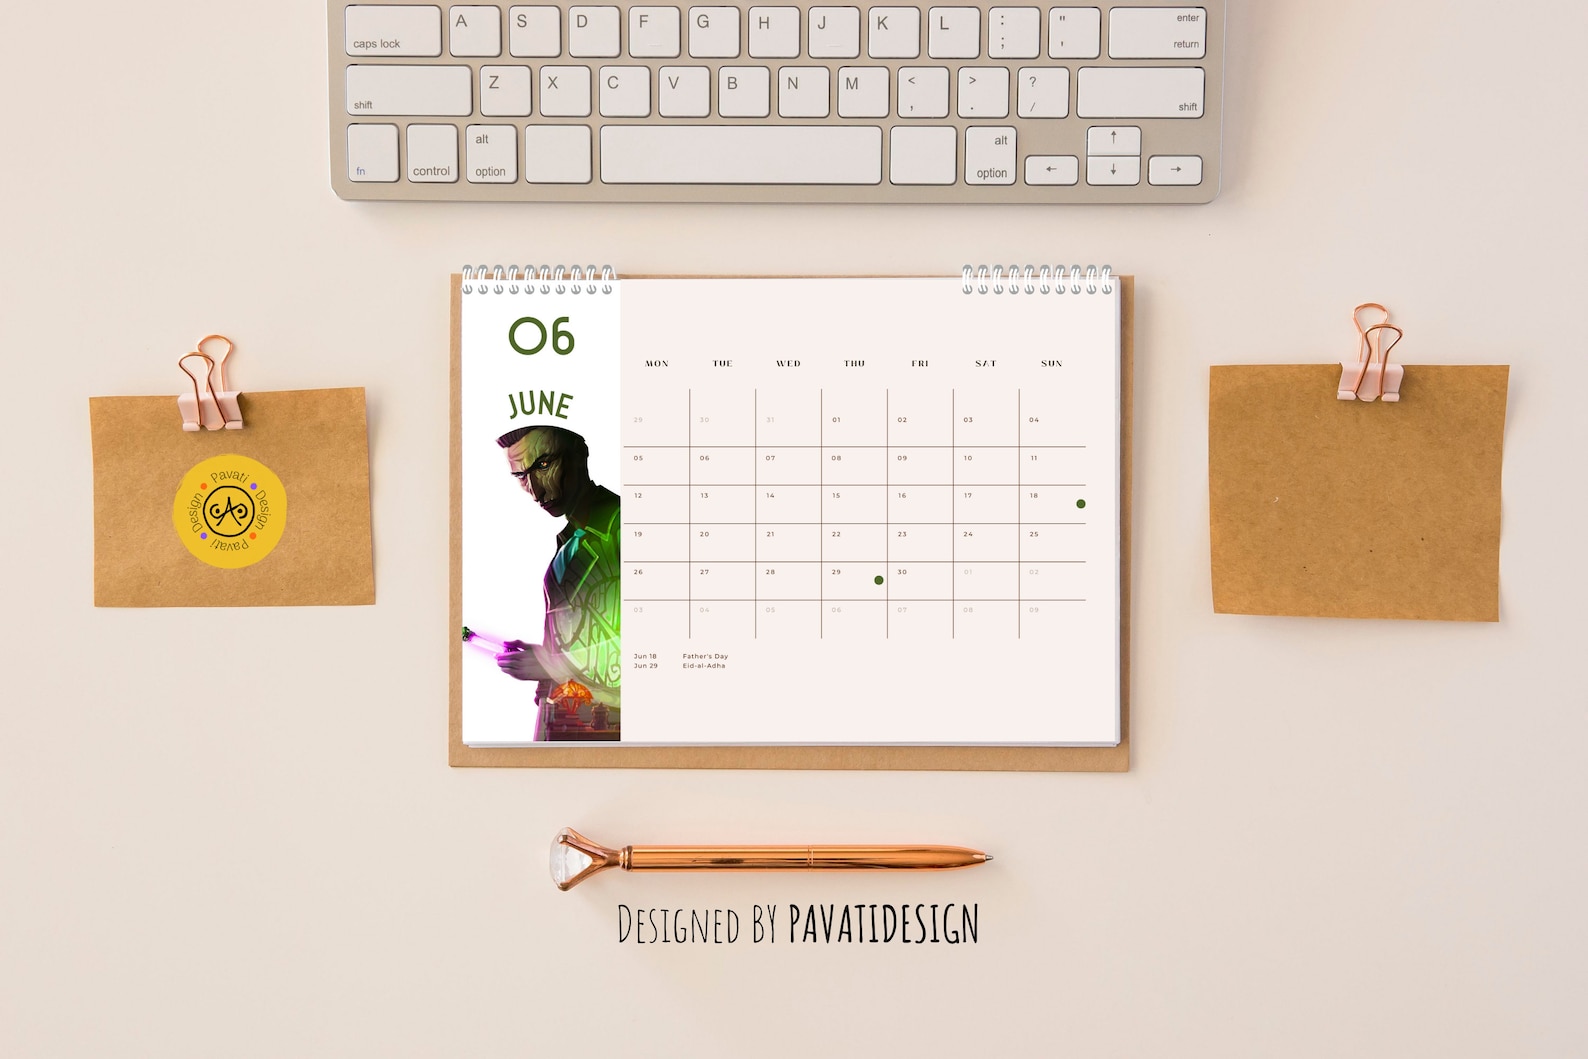 A S D F G H J K L : ; " ' enter
caps lock return
Z X C V B N M < , > . ? /
shift shift
alt alt
fn control option option ← ↑ ↓ →
06
JUNE
MON TUE WED THU FRI SAT SUN
29 30 31 01 02 03 04
05 06 07 08 09 10 11
12 13 14 15 16 17 18
19 20 21 22 23 24 25
26 27 28 29 30 01 02
03 04 05 06 07 08 09
Jun 18 Father's Day
Jun 29 Eid-al-Adha
Pavati Design Pavati Design
DESIGNED BY PAVATIDESIGN